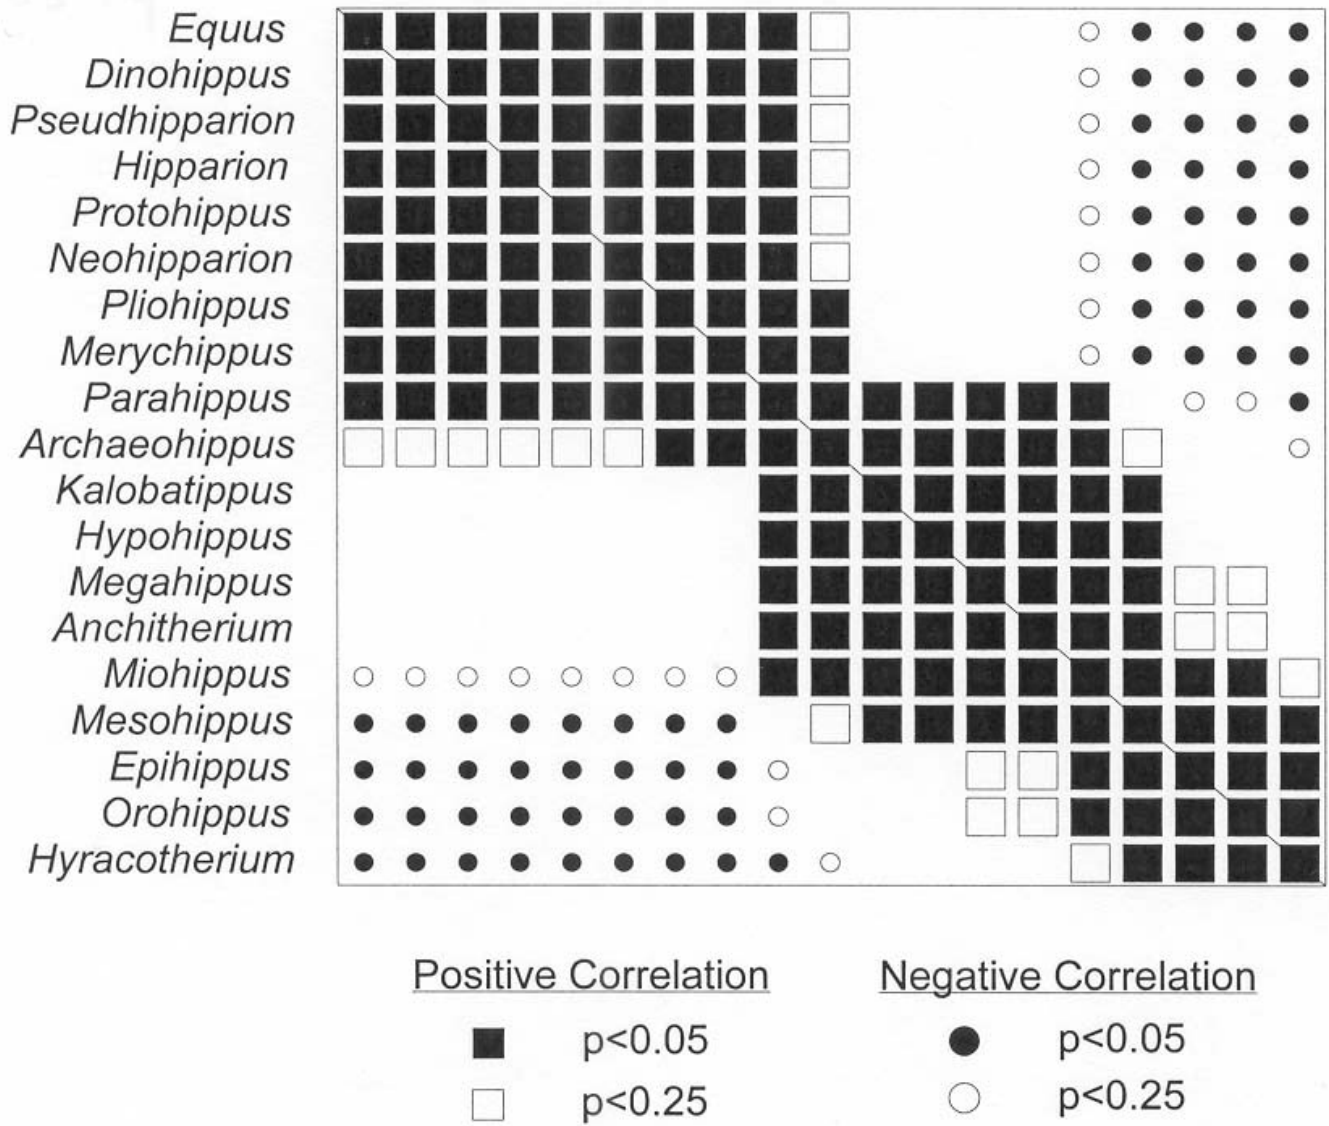 Equus
Dinohippus
Pseudhipparion
Hipparion
Protohippus
Neohipparion
Pliohippus
Merychippus
Parahippus
Archaeohippus
Kalobatippus
Hypohippus
Megahippus
Anchitherium
Miohippus
Mesohippus
Epihippus
Orohippus
Hyracotherium
Positive Correlation Negative Correlation
p<0.05 p<0.05
p<0.25 p<0.25